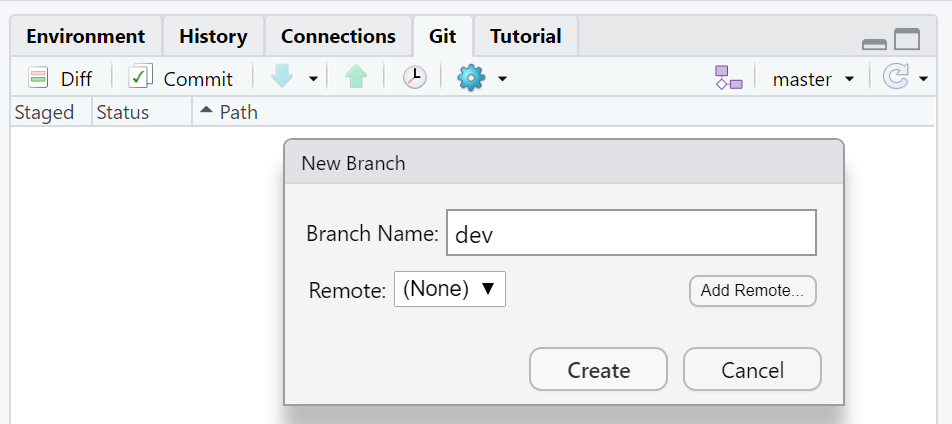 Environment History Connections Git Tutorial
Diff Commit master
Staged Status Path
New Branch
Branch Name: dev
Remote: (None) Add Remote...
Create Cancel